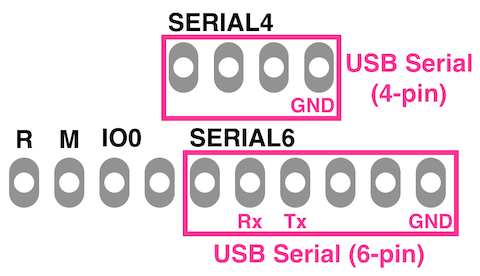 SERIAL4
USB Serial
(4-pin)
GND
R M IO0 SERIAL6
Rx Tx GND
USB Serial (6-pin)